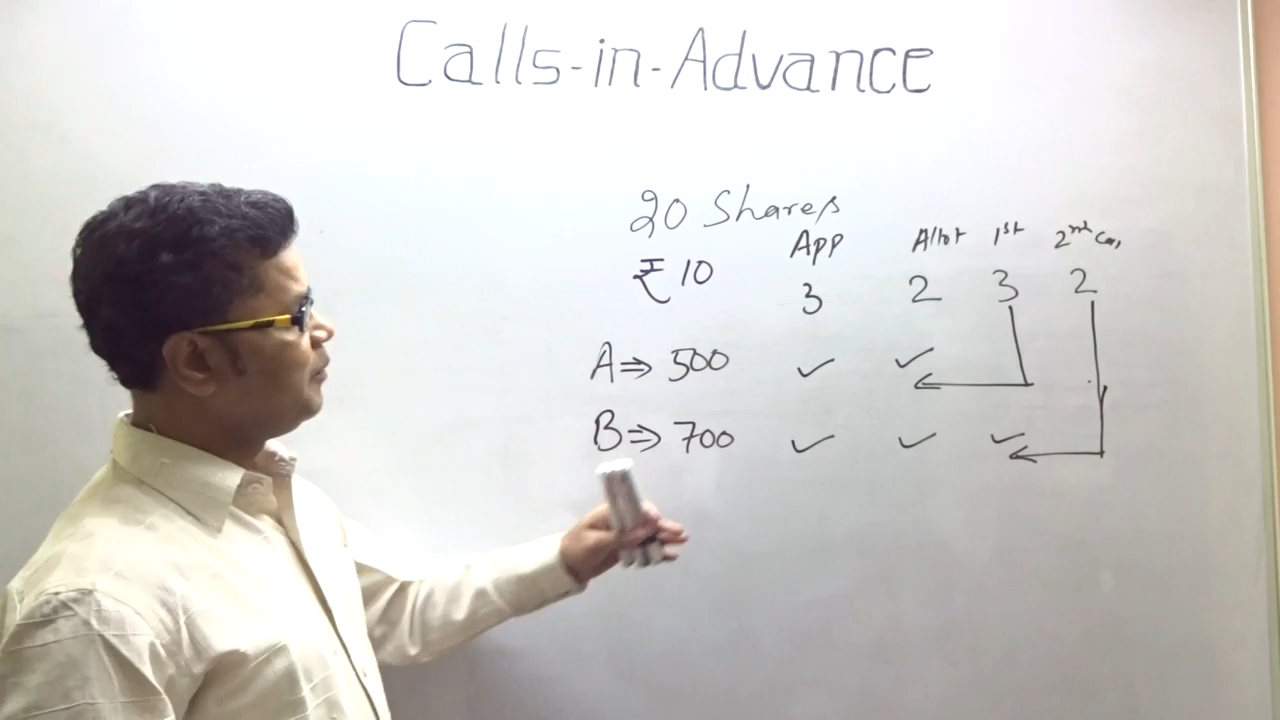 Calls-in-Advance
20 Shares
App Allot 1st 2nd Call
₹ 10 3 2 3 2
A ⇒ 500 ✓ ✓
B ⇒ 700 ✓ ✓ ✓